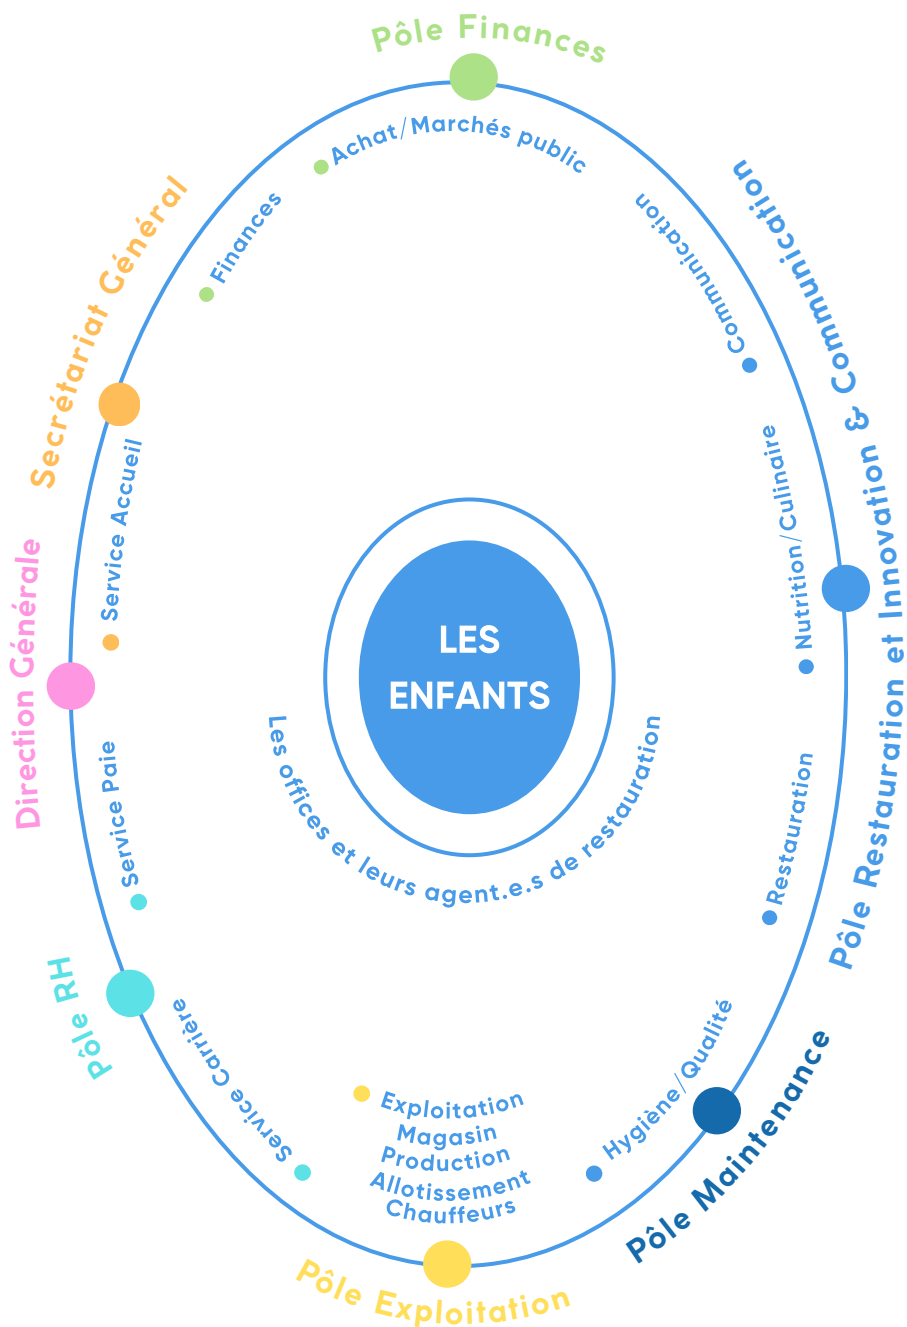 Pôle Finances
Achat/Marchés public
Finances
Communication
Pôle Restauration et Innovation & Communication
Secrétariat Général
Service Accueil
Nutrition/Culinaire
Direction Générale
LES
ENFANTS
Les offices et leurs agent.e.s de restauration
Service Paie
Restauration
Pôle RH
Service Carrière
Hygiène/Qualité
Pôle Maintenance
Exploitation
Magasin
Production
Allotissement
Chauffeurs
Pôle Exploitation